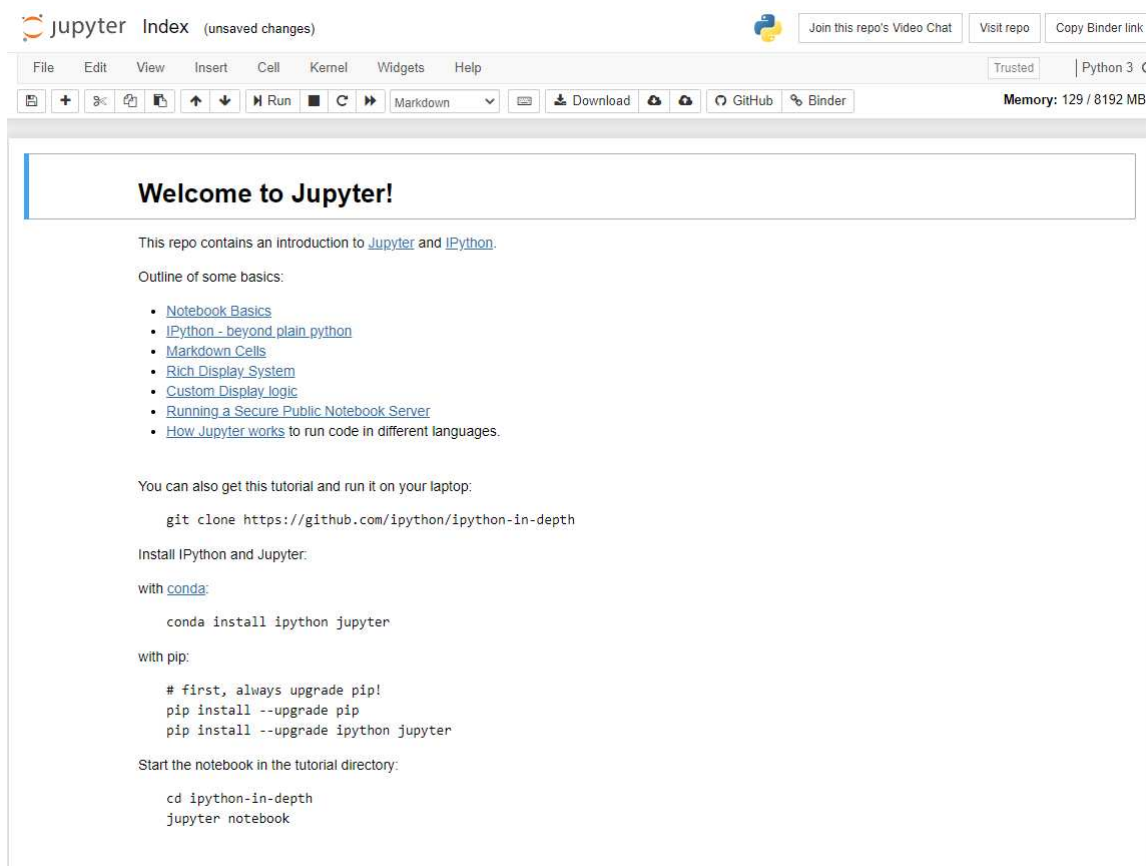 jupyter Index (unsaved changes) Join this repo's Video Chat Visit repo Copy Binder link
File Edit View Insert Cell Kernel Widgets Help Trusted Python 3
Run Markdown Download GitHub Binder Memory: 129 / 8192 MB
Welcome to Jupyter!
This repo contains an introduction to Jupyter and IPython.
Outline of some basics:
• Notebook Basics
• IPython - beyond plain python
• Markdown Cells
• Rich Display System
• Custom Display logic
• Running a Secure Public Notebook Server
• How Jupyter works to run code in different languages.
You can also get this tutorial and run it on your laptop:
git clone https://github.com/ipython/ipython-in-depth
Install IPython and Jupyter:
with conda:
conda install ipython jupyter
with pip:
# first, always upgrade pip!
pip install --upgrade pip
pip install --upgrade ipython jupyter
Start the notebook in the tutorial directory:
cd ipython-in-depth
jupyter notebook